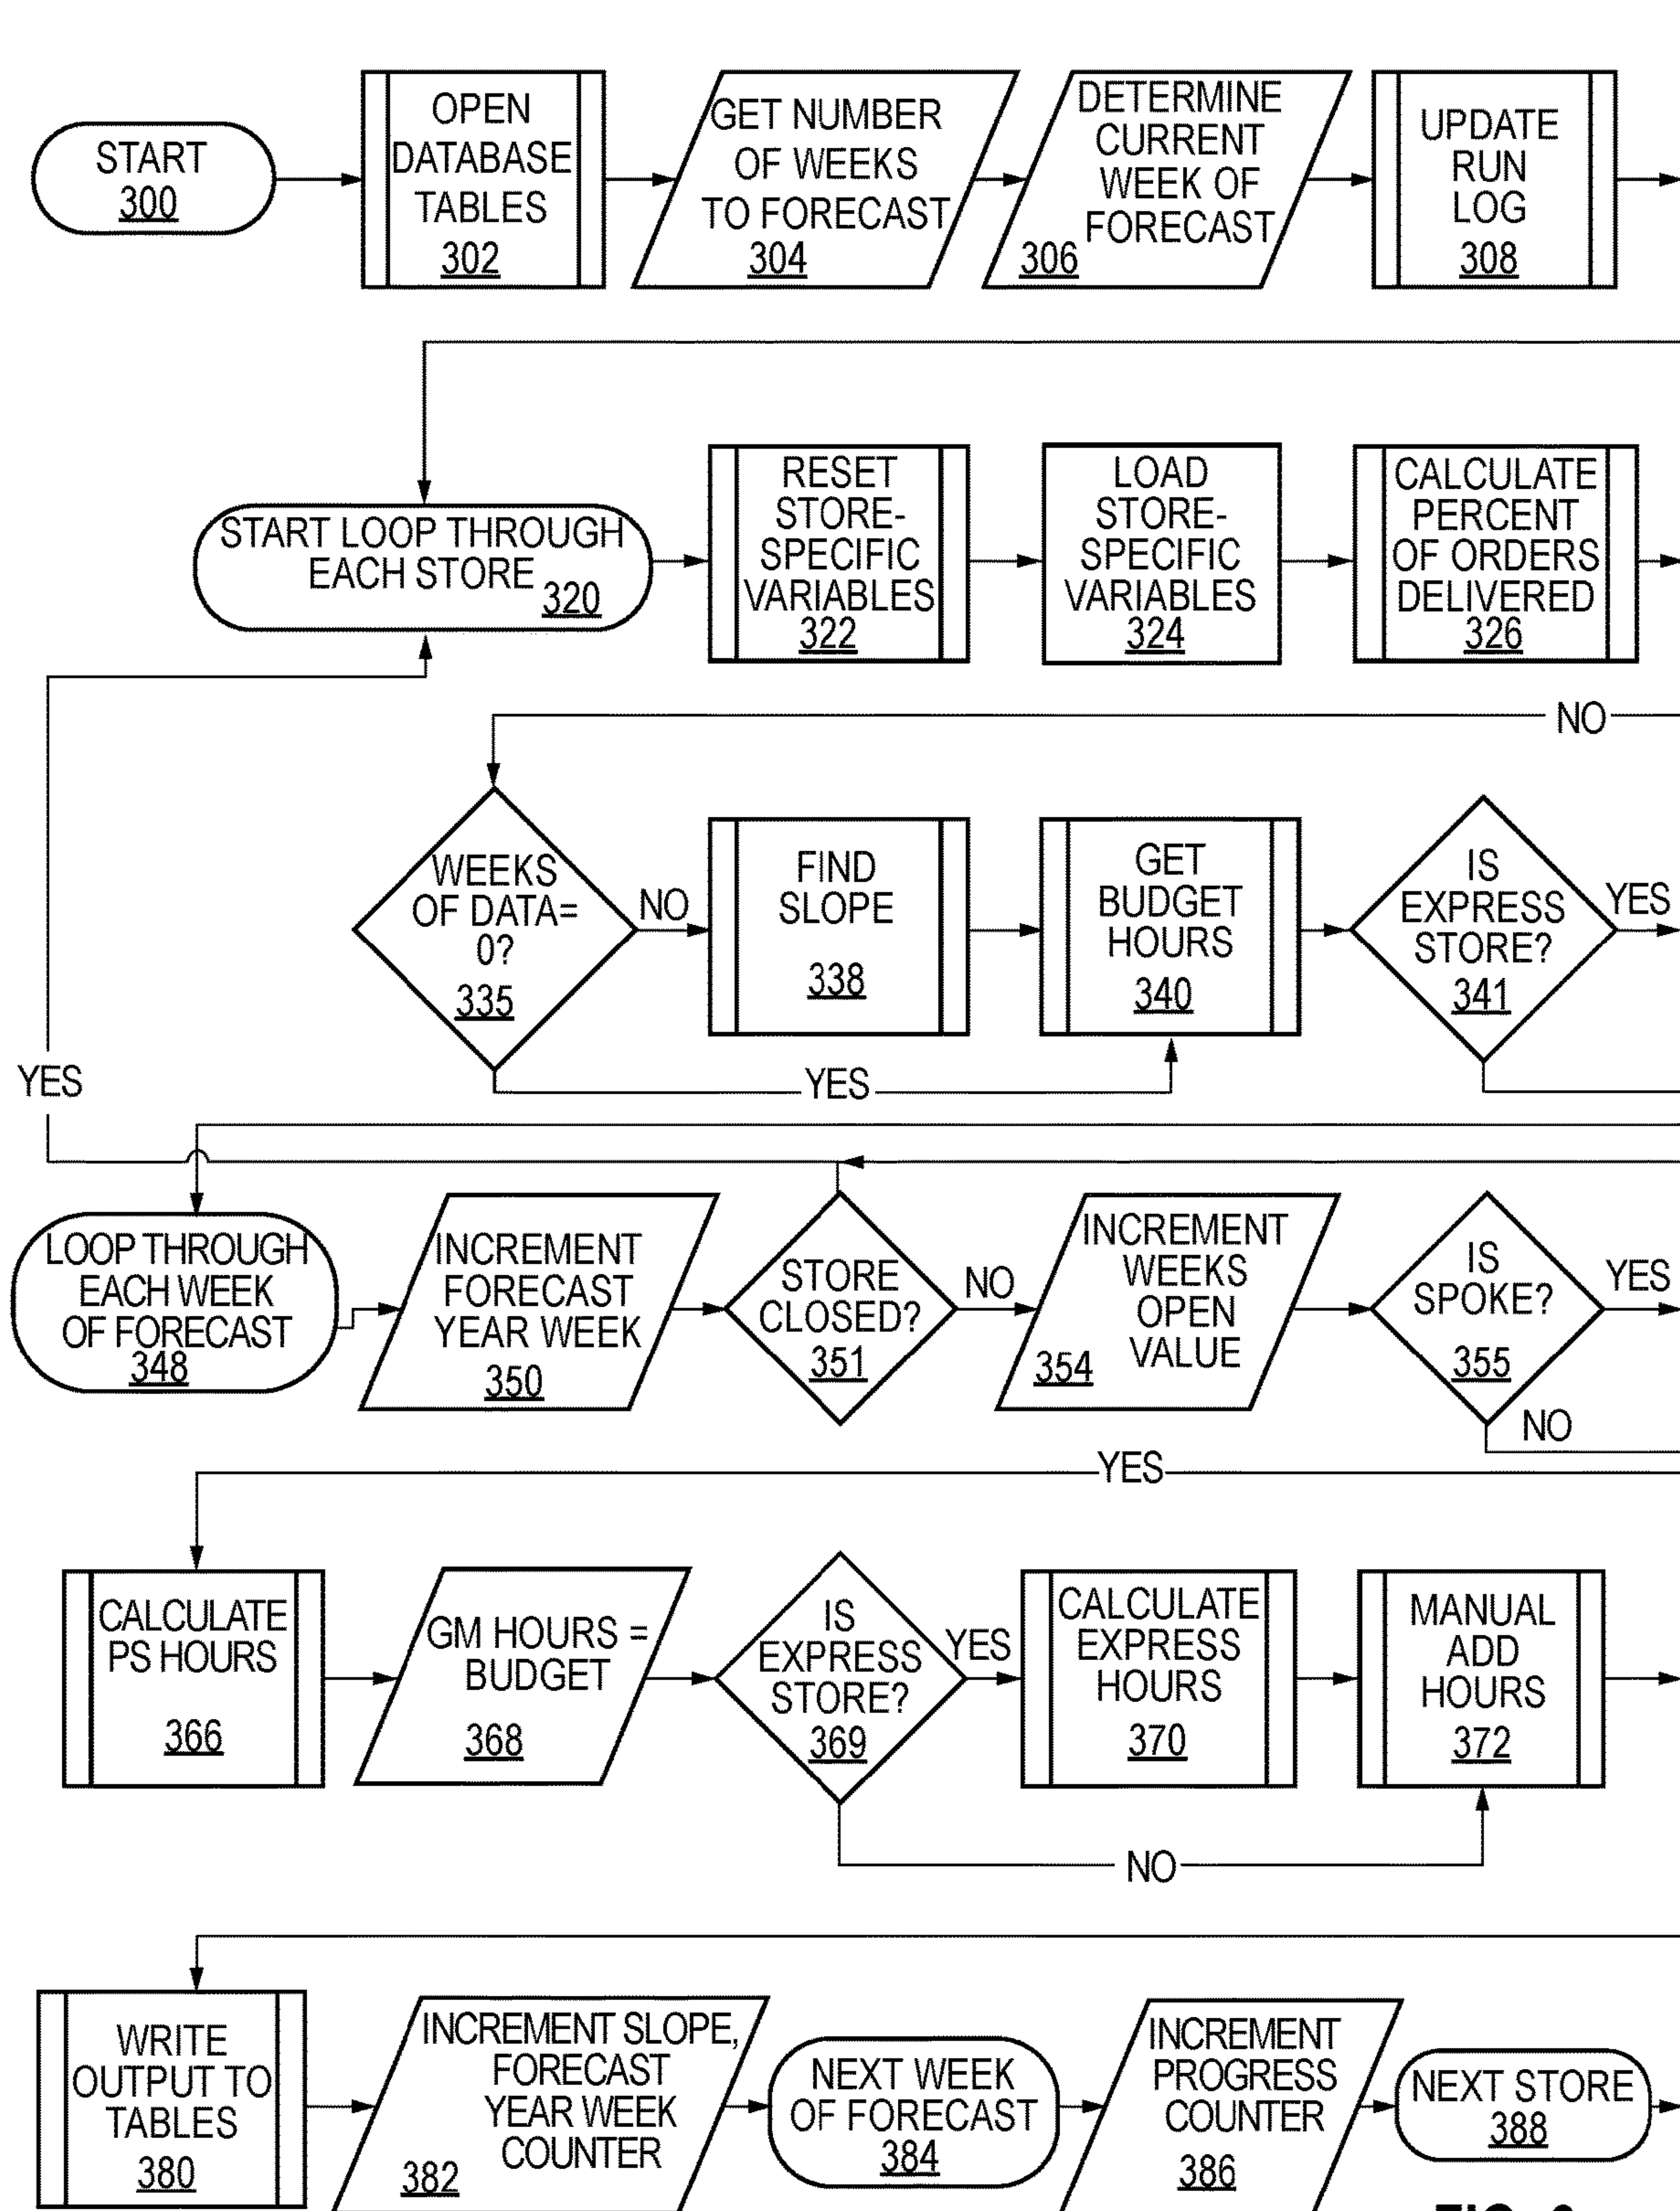 START
300
OPEN
DATABASE
TABLES
302
GET NUMBER
OF WEEKS
TO FORECAST
304
DETERMINE
CURRENT
WEEK OF
FORECAST
306
UPDATE
RUN
LOG
308
START LOOP THROUGH
EACH STORE
320
RESET
STORE-
SPECIFIC
VARIABLES
322
LOAD
STORE-
SPECIFIC
VARIABLES
324
CALCULATE
PERCENT
OF ORDERS
DELIVERED
326
NO
WEEKS
OF DATA=
0?
335
NO
FIND
SLOPE
338
GET
BUDGET
HOURS
340
IS
EXPRESS
STORE?
341
YES
YES
YES
LOOP THROUGH
EACH WEEK
OF FORECAST
348
INCREMENT
FORECAST
YEAR WEEK
350
STORE
CLOSED?
351
NO
INCREMENT
WEEKS
OPEN
VALUE
354
IS
SPOKE?
355
YES
NO
YES
CALCULATE
PS HOURS
366
GM HOURS =
BUDGET
368
IS
EXPRESS
STORE?
369
YES
CALCULATE
EXPRESS
HOURS
370
MANUAL
ADD
HOURS
372
NO
WRITE
OUTPUT TO
TABLES
380
INCREMENT SLOPE,
FORECAST
YEAR WEEK
COUNTER
382
NEXT WEEK
OF FORECAST
384
INCREMENT
PROGRESS
COUNTER
386
NEXT STORE
388